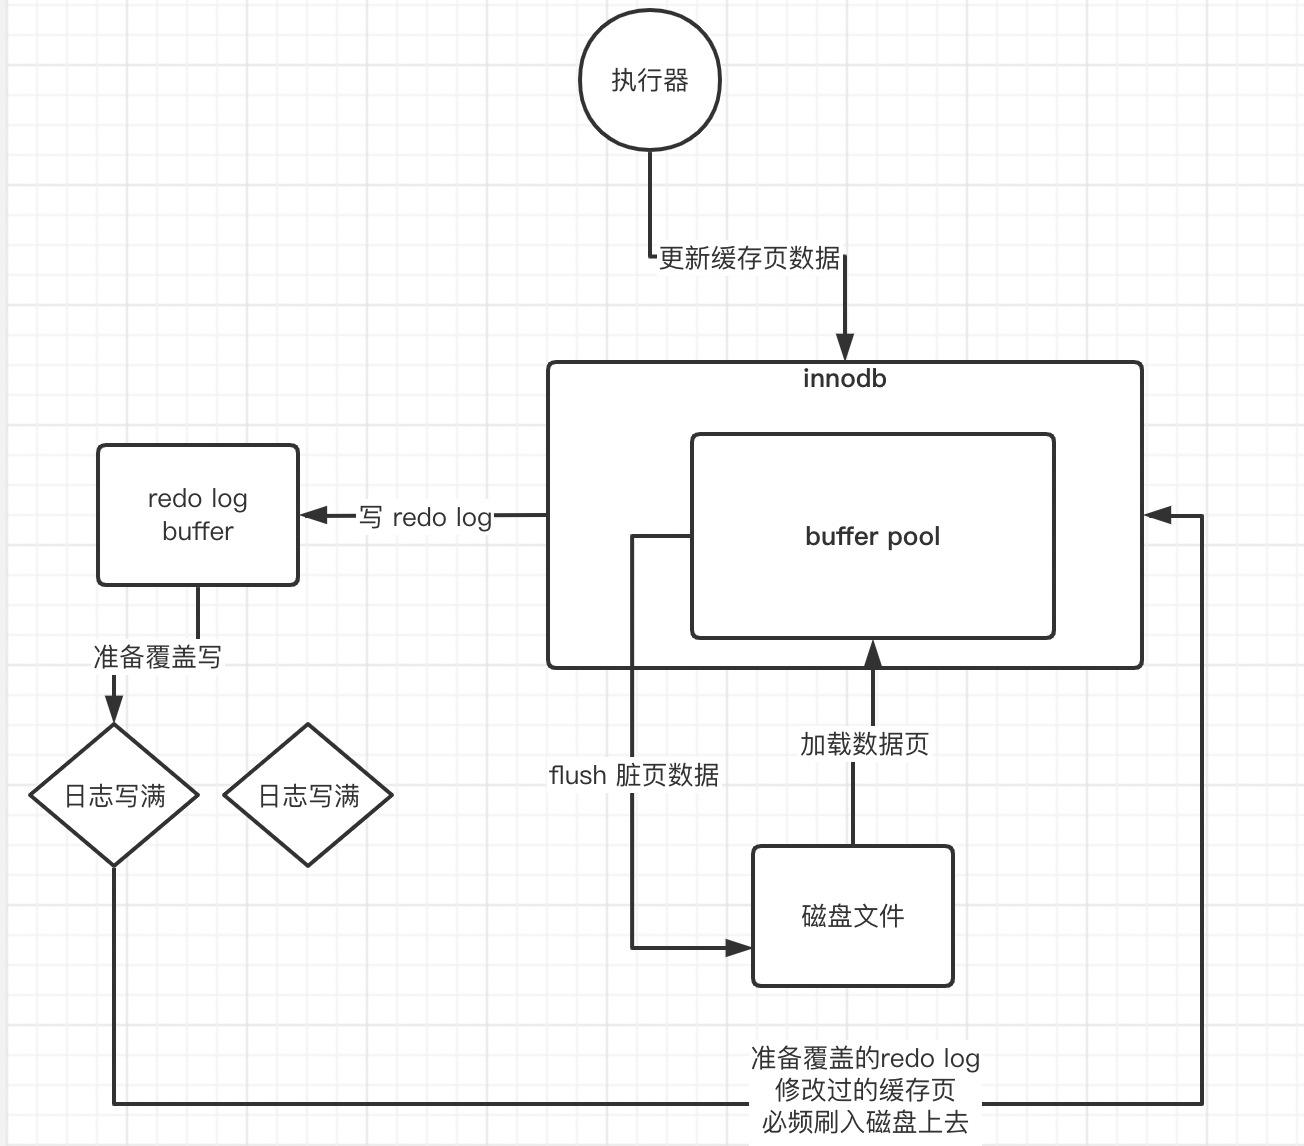 执行器
更新缓存页数据
innodb
buffer pool
redo log
buffer
写 redo log
准备覆盖写
日志写满
日志写满
flush 脏页数据
加载数据页
磁盘文件
准备覆盖的redo log
修改过的缓存页
必频刷入磁盘上去